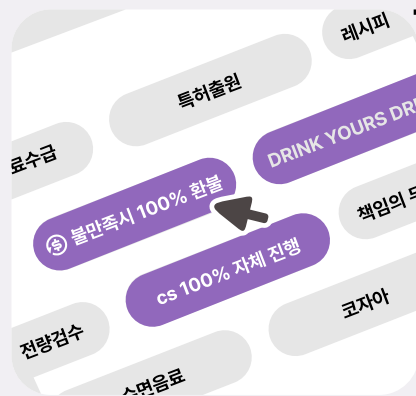 레시피
특허출원
DRINK YOURS
료수급
불만족시 100% 환불
책임의
cs 100% 자체 진행
전량검수
코자아
수면음료